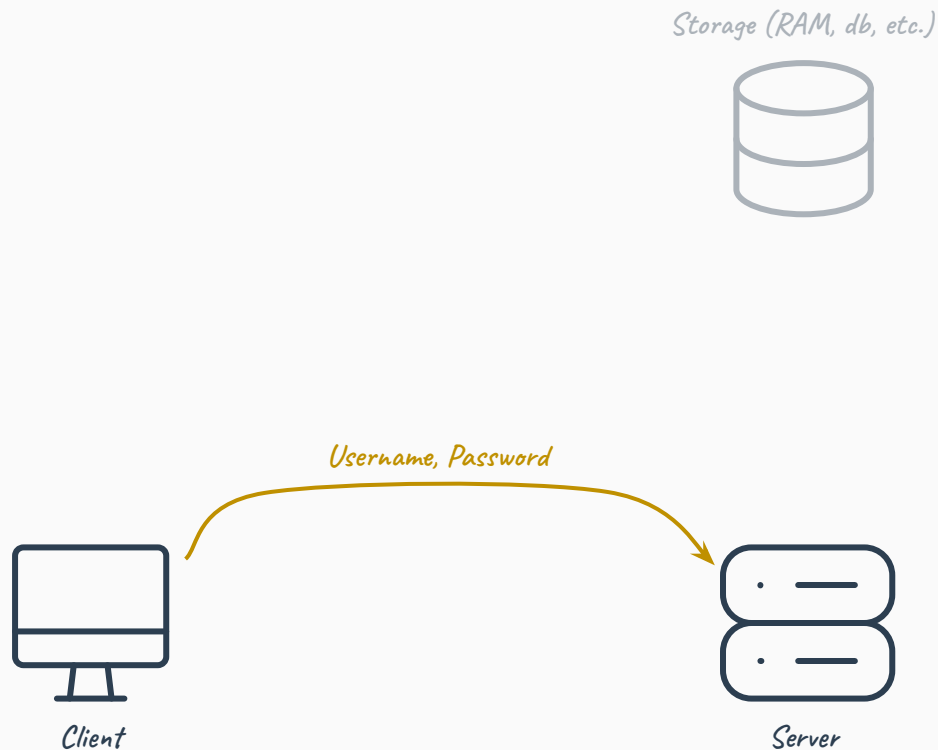 Storage (RAM, db, etc.)
Username, Password
Client
Server